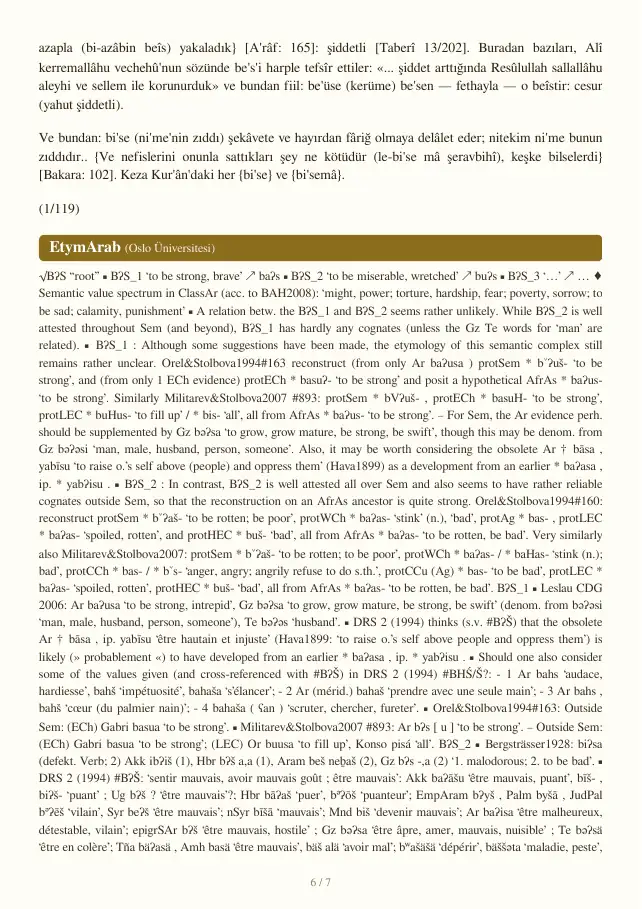 azapla (bi-azâbin beîs) yakaladık} [A'râf: 165]: şiddetli [Taberî 13/202]. Buradan bazıları, Alî
kerremallâhu vechehû'nun sözünde be's'i harple tefsîr ettiler: «... şiddet arttığında Resûlullah sallallâhu
aleyhi ve sellem ile korunurduk» ve bundan fiil: be'üse (kerüme) be'sen — fethayla — o beîstir: cesur
(yahut şiddetli).
Ve bundan: bi'se (ni'me'nin zıddı) şekâvete ve hayırdan fâriğ olmaya delâlet eder; nitekim ni'me bunun
zıddıdır.. {Ve nefislerini onunla sattıkları şey ne kötüdür (le-bi'se mâ şeravbihî), keşke bilselerdi}
[Bakara: 102]. Keza Kur'ân'daki her {bi'se} ve {bi'semâ}.
(1/119)
EtymArab (Oslo Üniversitesi)
√BʔS “root” ▪ BʔS_1 ‘to be strong, brave’ ↗ baʔs ▪ BʔS_2 ‘to be miserable, wretched’ ↗ buʔs ▪ BʔS_3 ‘…’ ↗ … ♦
Semantic value spectrum in ClassAr (acc. to BAH2008): ‘might, power; torture, hardship, fear; poverty, sorrow; to
be sad; calamity, punishment’ ▪ A relation betw. the BʔS_1 and BʔS_2 seems rather unlikely. While BʔS_2 is well
attested throughout Sem (and beyond), BʔS_1 has hardly any cognates (unless the Gz Te words for ‘man’ are
related). ▪ BʔS_1 : Although some suggestions have been made, the etymology of this semantic complex still
remains rather unclear. Orel&Stolbova1994#163 reconstruct (from only Ar baʔusa ) protSem * bˇʔuš- ‘to be
strong’, and (from only 1 ECh evidence) protECh * basuʔ- ‘to be strong’ and posit a hypothetical AfrAs * baʔus-
‘to be strong’. Similarly Militarev&Stolbova2007 #893: protSem * bVʔuš- , protECh * basuH- ‘to be strong’,
protLEC * buHus- ‘to fill up’ / * bis- ‘all’, all from AfrAs * baʔus- ‘to be strong’. – For Sem, the Ar evidence perh.
should be supplemented by Gz bəʔsa ‘to grow, grow mature, be strong, be swift’, though this may be denom. from
Gz bəʔəsi ‘man, male, husband, person, someone’. Also, it may be worth considering the obsolete Ar † bāsa ,
yabīsu ‘to raise o.’s self above (people) and oppress them’ (Hava1899) as a development from an earlier * baʔasa ,
ip. * yabʔisu . ▪ BʔS_2 : In contrast, BʔS_2 is well attested all over Sem and also seems to have rather reliable
cognates outside Sem, so that the reconstruction on an AfrAs ancestor is quite strong. Orel&Stolbova1994#160:
reconstruct protSem * bˇʔaš- ‘to be rotten; be poor’, protWCh * baʔas- ‘stink’ (n.), ‘bad’, protAg * bas- , protLEC
* baʔas- ‘spoiled, rotten’, and protHEC * buš- ‘bad’, all from AfrAs * baʔas- ‘to be rotten, be bad’. Very similarly
also Militarev&Stolbova2007: protSem * bˇʔaš- ‘to be rotten; to be poor’, protWCh * baʔas- / * baHas- ‘stink (n.);
bad’, protCCh * bas- / * bˇs- ‘anger, angry; angrily refuse to do s.th.’, protCCu (Ag) * bas- ‘to be bad’, protLEC *
baʔas- ‘spoiled, rotten’, protHEC * buš- ‘bad’, all from AfrAs * baʔas- ‘to be rotten, be bad’. BʔS_1 ▪ Leslau CDG
2006: Ar baʔusa ‘to be strong, intrepid’, Gz bəʔsa ‘to grow, grow mature, be strong, be swift’ (denom. from bəʔəsi
‘man, male, husband, person, someone’), Te bəʔas ‘husband’. ▪ DRS 2 (1994) thinks (s.v. #BʔŠ) that the obsolete
Ar † bāsa , ip. yabīsu ‘être hautain et injuste’ (Hava1899: ‘to raise o.’s self above people and oppress them’) is
likely (» probablement «) to have developed from an earlier * baʔasa , ip. * yabʔisu . ▪ Should one also consider
some of the values given (and cross-referenced with #BʔŠ) in DRS 2 (1994) #BHŚ/Š?: - 1 Ar bahs ‘audace,
hardiesse’, bahš ‘impétuosité’, bahaša ‘s’élancer’; - 2 Ar (mérid.) bahaš ‘prendre avec une seule main’; - 3 Ar bahs ,
bahš ‘cœur (du palmier nain)’; - 4 bahaša ( ʕan ) ‘scruter, chercher, fureter’. ▪ Orel&Stolbova1994#163: Outside
Sem: (ECh) Gabri basua ‘to be strong’. ▪ Militarev&Stolbova2007 #893: Ar bʔs [ u ] ‘to be strong’. – Outside Sem:
(ECh) Gabri basua ‘to be strong’; (LEC) Or buusa ‘to fill up’, Konso pisá ‘all’. BʔS_2 ▪ Bergsträsser1928: biʔsa
(defekt. Verb; 2) Akk ibʔiš (1), Hbr bʔš a,a (1), Aram beš neḇaš (2), Gz bʔs -,a (2) ‘1. malodorous; 2. to be bad’. ▪
DRS 2 (1994) #BʔŠ: ‘sentir mauvais, avoir mauvais goût ; être mauvais’: Akk baʔāšu ‘être mauvais, puant’, bīš- ,
biʔš- ‘puant’ ; Ug bʔš ? ‘être mauvais’?; Hbr bāʔaš ‘puer’, bᵊʔōš ‘puanteur’; EmpAram bʔyš , Palm byšā , JudPal
bᵊʔēš ‘vilain’, Syr beʔš ‘être mauvais’; nSyr bīšā ‘mauvais’; Mnd biš ‘devenir mauvais’; Ar baʔisa ‘être malheureux,
détestable, vilain’; epigrSAr bʔš ‘être mauvais, hostile’ ; Gz bəʔsa ‘être âpre, amer, mauvais, nuisible’ ; Te bəʔsä
‘être en colère’; Tña bäʔasä , Amh basä ‘être mauvais’, bäš alä ‘avoir mal’; bʷašäšä ‘dépérir’, bäššəta ‘maladie, peste’,
6 / 7